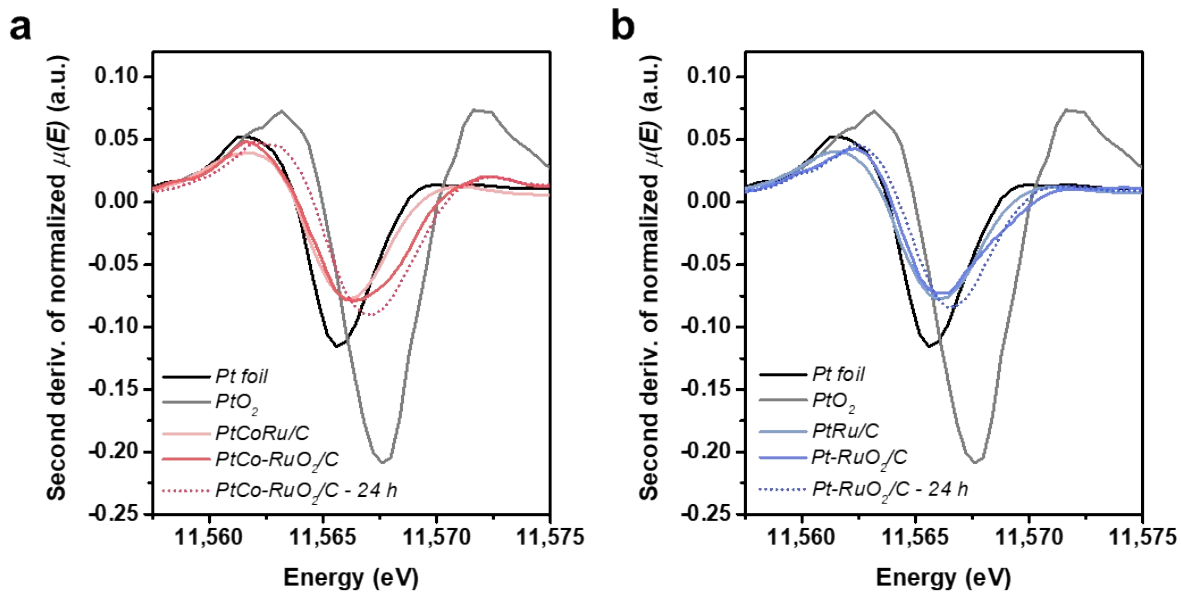 a
Second deriv. of normalized μ(E) (a.u.)
0.10
0.05
0.00
-0.05
-0.10
-0.15
-0.20
-0.25
Pt foil
PtO₂
PtCoRu/C
PtCo-RuO₂/C
PtCo-RuO₂/C - 24 h
11,560
11,565
11,570
11,575
Energy (eV)
b
Second deriv. of normalized μ(E) (a.u.)
0.10
0.05
0.00
-0.05
-0.10
-0.15
-0.20
-0.25
Pt foil
PtO₂
PtRu/C
Pt-RuO₂/C
Pt-RuO₂/C - 24 h
11,560
11,565
11,570
11,575
Energy (eV)